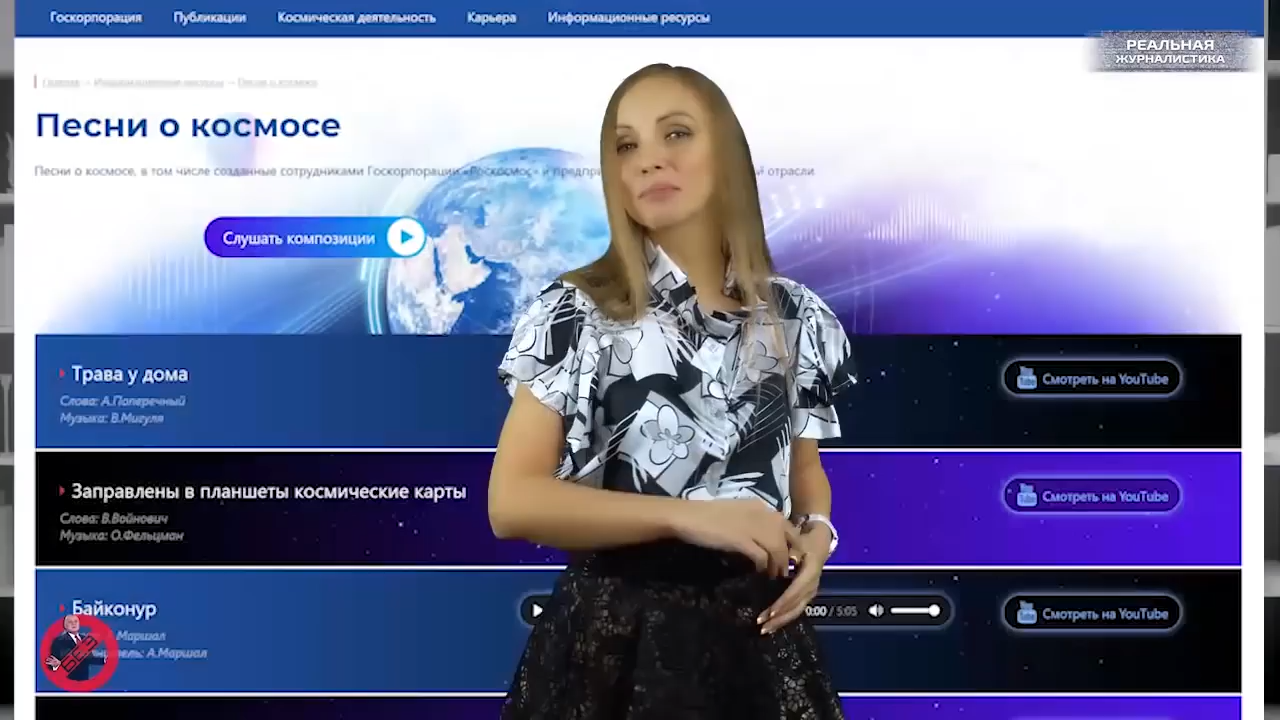 Госкорпорация Публикации Космическая деятельность Карьера Информационные ресурсы
РЕАЛЬНАЯ
ЖУРНАЛИСТИКА
Песни о космосе
Песни о космосе, в том числе созданные сотрудниками Госкорпорации «Роскосмос» и отрасли
Слушать композиции
Трава у дома
Слова: А.Поперечный
Музыка: В.Мигуля
Смотреть на YouTube
Заправлены в планшеты космические карты
Слова: В.Войнович
Музыка: О.Фельцман
Смотреть на YouTube
Байконур
А.Маршал
А.Маршал
0:00 / 5:05
Смотреть на YouTube